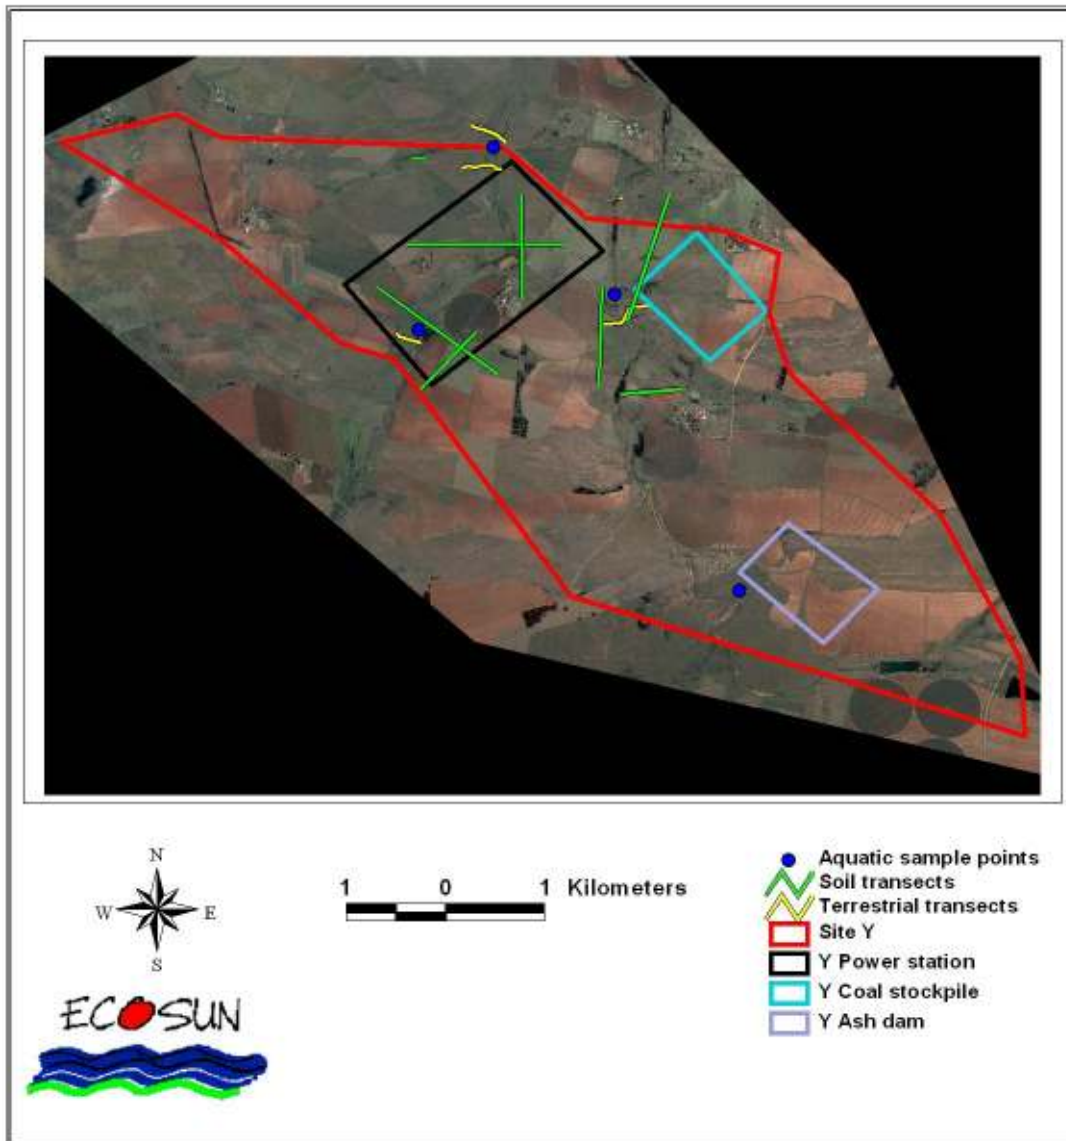 N
W E
S
1 0 1 Kilometers
ECOSUN
Aquatic sample points
Soil transects
Terrestrial transects
Site Y
Y Power station
Y Coal stockpile
Y Ash dam